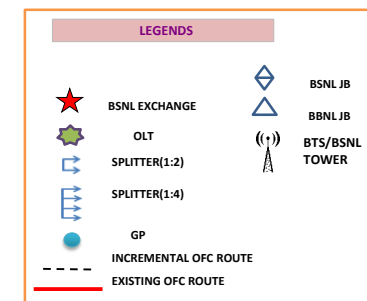 LEGENDS
BSNL EXCHANGE
OLT
SPLITTER(1:2)
SPLITTER(1:4)
GP
INCREMENTAL OFC ROUTE
EXISTING OFC ROUTE
BSNL JB
BBNL JB
BTS/BSNL
TOWER